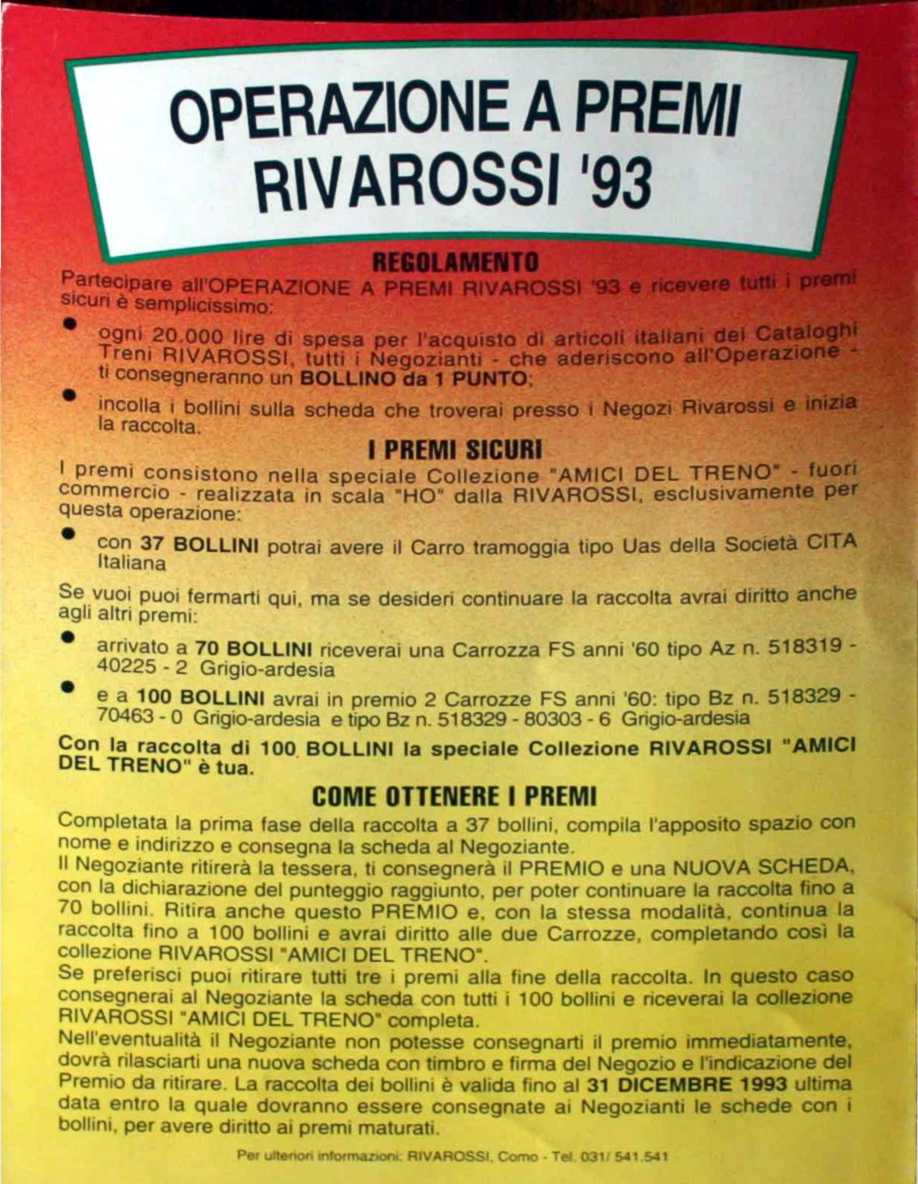 OPERAZIONE A PREMI
RIVAROSSI '93
REGOLAMENTO
Partecipare all'OPERAZIONE A PREMI RIVAROSSI '93 e ricevere tutti i premi
sicuri è semplicissimo:
● ogni 20.000 lire di spesa per l'acquisto di articoli italiani dei Cataloghi
Treni RIVAROSSI, tutti i Negozianti - che aderiscono all'Operazione -
ti consegneranno un BOLLINO da 1 PUNTO;
● incolla i bollini sulla scheda che troverai presso i Negozi Rivarossi e inizia
la raccolta.
I PREMI SICURI
I premi consistono nella speciale Collezione "AMICI DEL TRENO" - fuori
commercio - realizzata in scala "HO" dalla RIVAROSSI, esclusivamente per
questa operazione:
● con 37 BOLLINI potrai avere il Carro tramoggia tipo Uas della Società CITA
Italiana
Se vuoi puoi fermarti qui, ma se desideri continuare la raccolta avrai diritto anche
agli altri premi:
● arrivato a 70 BOLLINI riceverai una Carrozza FS anni '60 tipo Az n. 518319 -
40225 - 2 Grigio-ardesia
● e a 100 BOLLINI avrai in premio 2 Carrozze FS anni '60: tipo Bz n. 518329 -
70463 - 0 Grigio-ardesia e tipo Bz n. 518329 - 80303 - 6 Grigio-ardesia
Con la raccolta di 100 BOLLINI la speciale Collezione RIVAROSSI "AMICI
DEL TRENO" è tua.
COME OTTENERE I PREMI
Completata la prima fase della raccolta a 37 bollini, compila l'apposito spazio con
nome e indirizzo e consegna la scheda al Negoziante.
Il Negoziante ritirerà la tessera, ti consegnerà il PREMIO e una NUOVA SCHEDA,
con la dichiarazione del punteggio raggiunto, per poter continuare la raccolta fino a
70 bollini. Ritira anche questo PREMIO e, con la stessa modalità, continua la
raccolta fino a 100 bollini e avrai diritto alle due Carrozze, completando così la
collezione RIVAROSSI "AMICI DEL TRENO".
Se preferisci puoi ritirare tutti tre i premi alla fine della raccolta. In questo caso
consegnerai al Negoziante la scheda con tutti i 100 bollini e riceverai la collezione
RIVAROSSI "AMICI DEL TRENO" completa.
Nell'eventualità il Negoziante non potesse consegnarti il premio immediatamente,
dovrà rilasciarti una nuova scheda con timbro e firma del Negozio e l'indicazione del
Premio da ritirare. La raccolta dei bollini è valida fino al 31 DICEMBRE 1993 ultima
data entro la quale dovranno essere consegnate ai Negozianti le schede con i
bollini, per avere diritto ai premi maturati.
Per ulteriori informazioni: RIVAROSSI, Como - Tel. 031/ 541.541